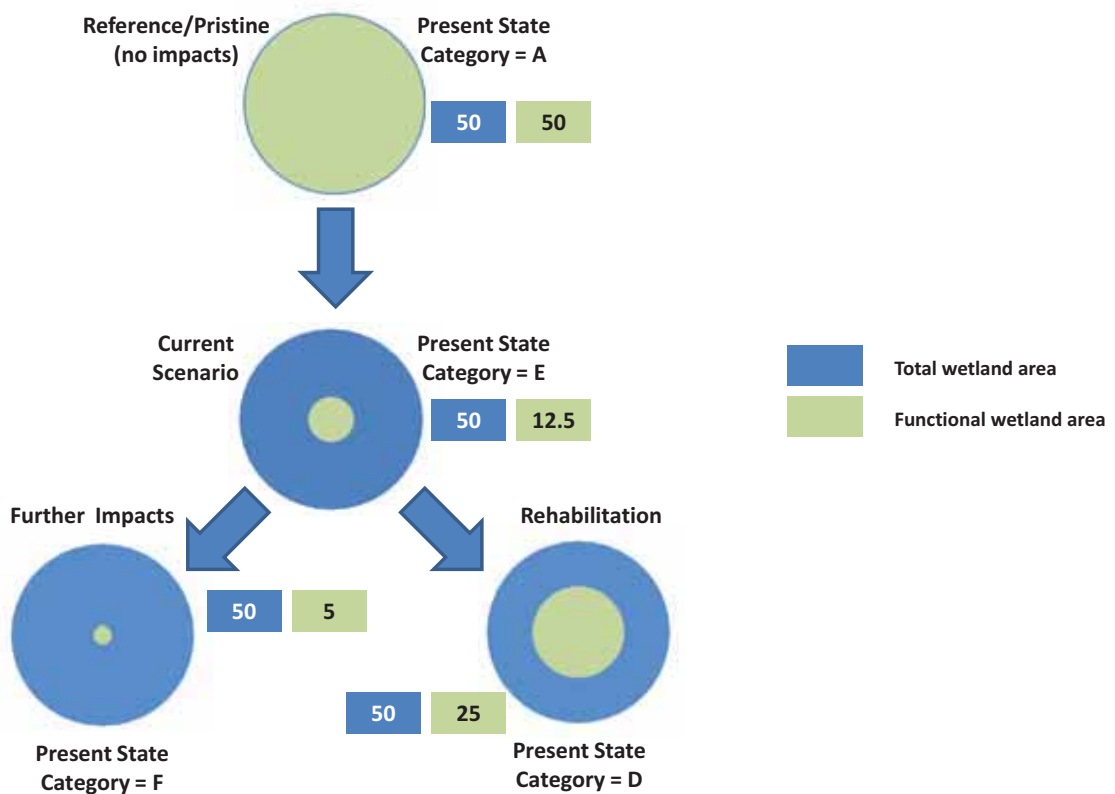 Reference/Pristine
(no impacts)
Present State
Category = A
50
50
Current
Scenario
Present State
Category = E
50
12.5
Total wetland area
Functional wetland area
Further Impacts
50
5
Present State
Category = F
Rehabilitation
50
25
Present State
Category = D